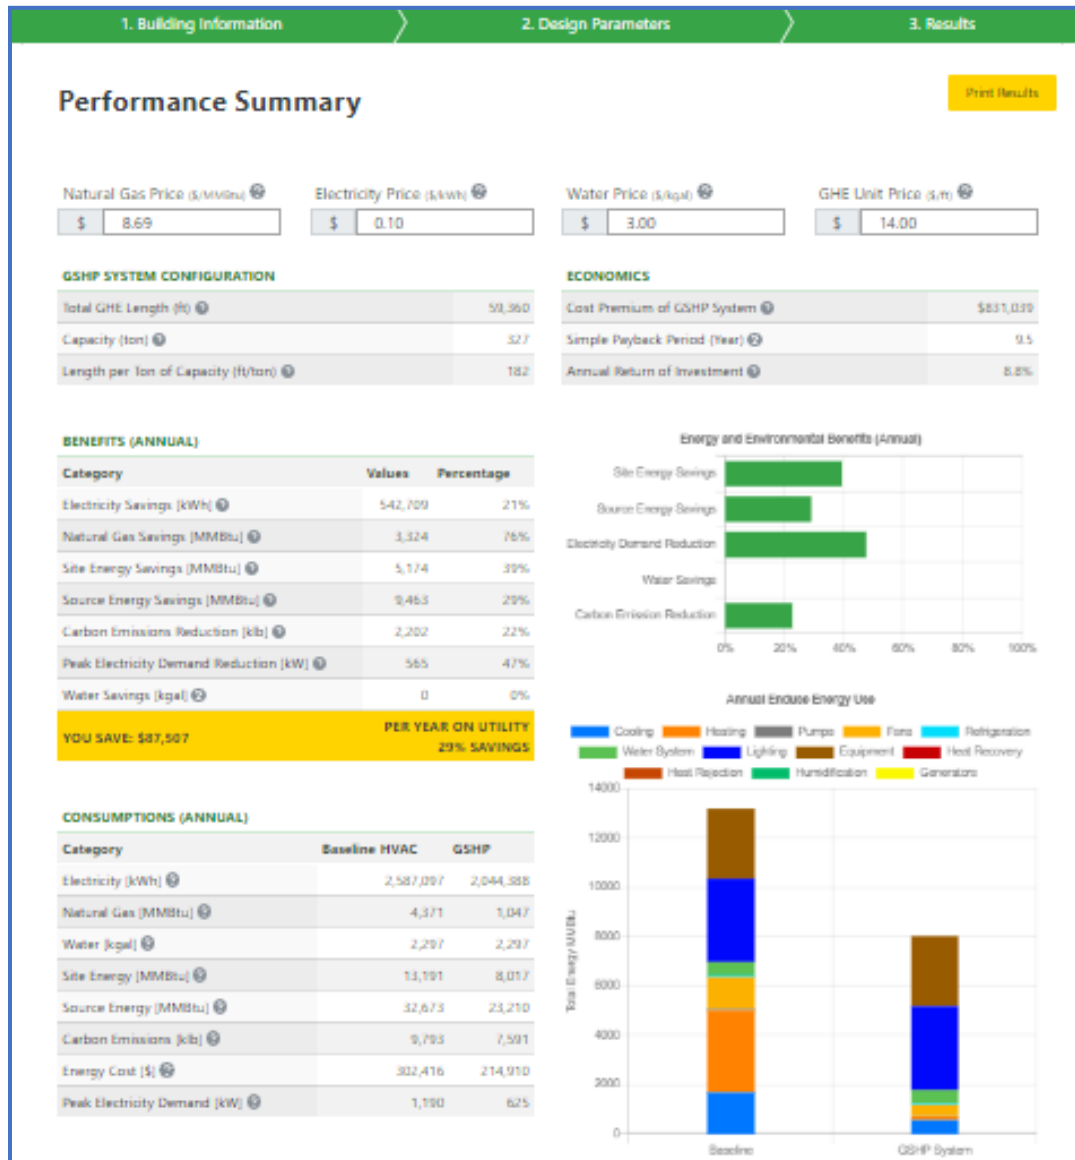 1. Building Information 2. Design Parameters 3. Results
Performance Summary
Print Results
Natural Gas Price ($/MMBtu) Electricity Price ($/kWh) Water Price ($/kgal) GHE Unit Price ($/ft)
$ 8.69 $ 0.10 $ 3.00 $ 14.00
GSHP SYSTEM CONFIGURATION
Total GHE Length (ft) 59,360
Capacity (ton) 327
Length per Ton of Capacity (ft/ton) 182
ECONOMICS
Cost Premium of GSHP System $831,039
Simple Payback Period (Year) 9.5
Annual Return of Investment 8.8%
BENEFITS (ANNUAL)
Category Values Percentage
Electricity Savings [kWh] 542,709 21%
Natural Gas Savings [MMBtu] 3,324 76%
Site Energy Savings [MMBtu] 5,174 39%
Source Energy Savings [MMBtu] 9,463 29%
Carbon Emissions Reduction [klb] 2,202 22%
Peak Electricity Demand Reduction [kW] 565 47%
Water Savings [kgal] 0 0%
YOU SAVE: $87,507 PER YEAR ON UTILITY
29% SAVINGS
Energy and Environmental Benefits (Annual)
Site Energy Savings
Source Energy Savings
Electricity Demand Reduction
Water Savings
Carbon Emission Reduction
0% 20% 40% 60% 80% 100%
CONSUMPTIONS (ANNUAL)
Category Baseline HVAC GSHP
Electricity [kWh] 2,587,097 2,044,388
Natural Gas [MMBtu] 4,371 1,047
Water [kgal] 2,297 2,297
Site Energy [MMBtu] 13,191 8,017
Source Energy [MMBtu] 32,673 23,210
Carbon Emissions [klb] 9,793 7,591
Energy Cost [$] 302,416 214,910
Peak Electricity Demand [kW] 1,190 625
Annual Enduse Energy Use
Cooling Heating Pumps Fans Refrigeration
Water System Lighting Equipment Heat Recovery
Heat Rejection Humidification Generators
Total Energy MMBtu
14000
12000
10000
8000
6000
4000
2000
0
Baseline GSHP System